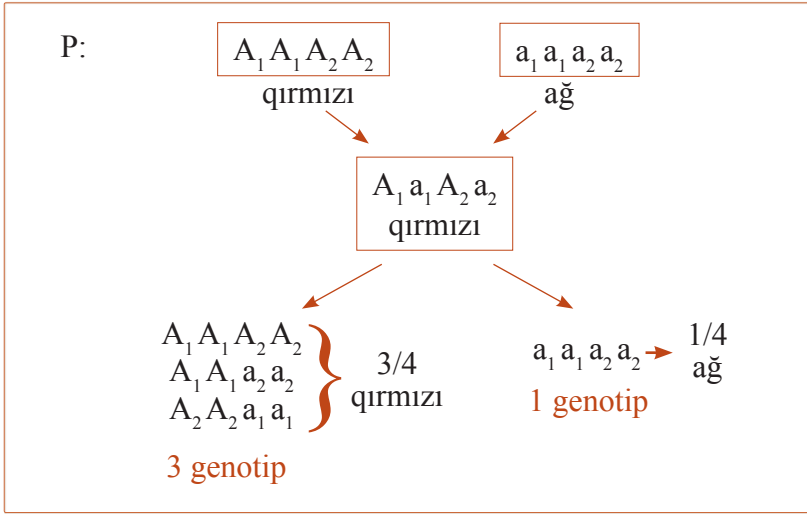 P:
A₁A₁A₂A₂
qırmızı
a₁a₁a₂a₂
ağ
A₁a₁A₂a₂
qırmızı
A₁A₁A₂A₂
A₁A₁a₂a₂
A₂A₂a₁a₁
3/4
qırmızı
3 genotip
a₁a₁a₂a₂
1/4
ağ
1 genotip